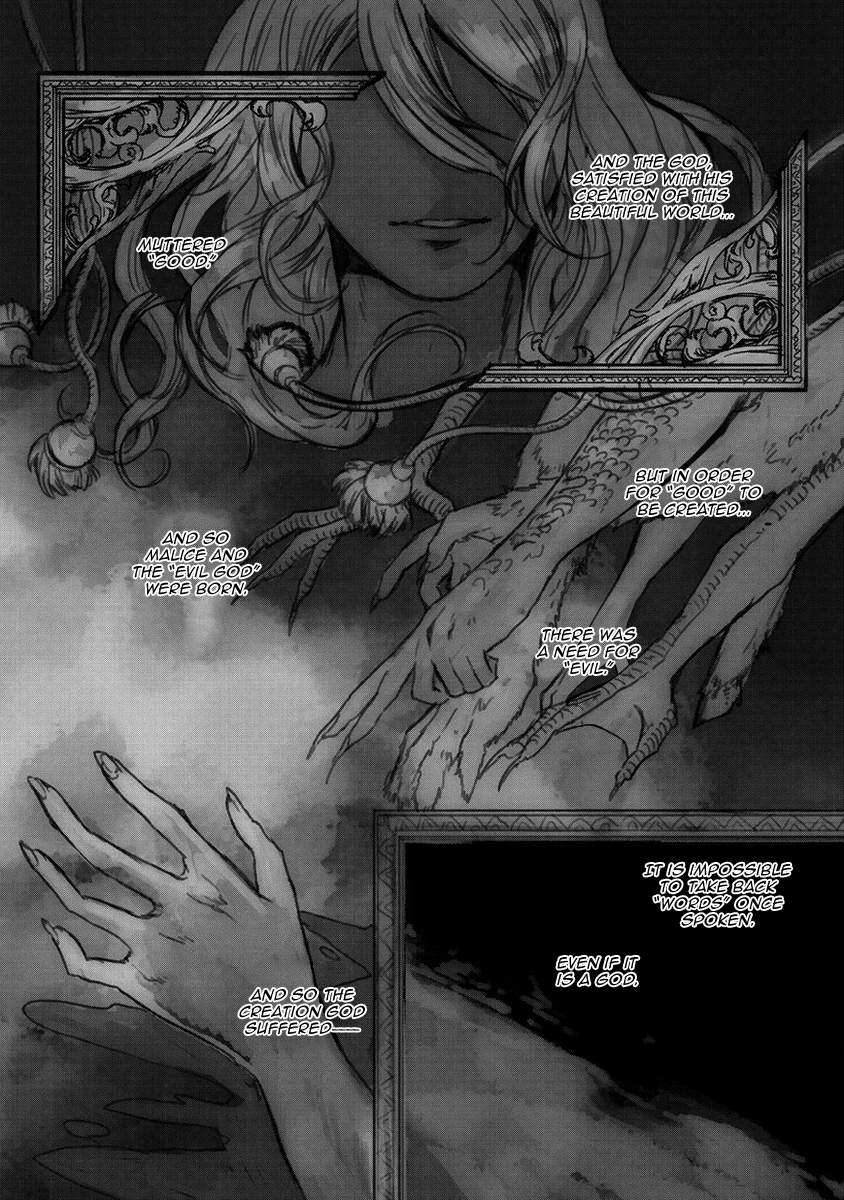 AND THE GOD,
SATISFIED WITH HIS
CREATION OF THIS
BEAUTIFUL WORLD...
MUTTERED
"GOOD."
BUT IN ORDER
FOR "GOOD" TO
BE CREATED...
THERE WAS
A NEED FOR
"EVIL."
AND SO
MALICE AND
THE "EVIL GOD"
WERE BORN.
IT IS IMPOSSIBLE
TO TAKE BACK
"WORDS" ONCE
SPOKEN.
EVEN IF IT
IS A GOD.
AND SO THE
CREATION GOD
SUFFERED——